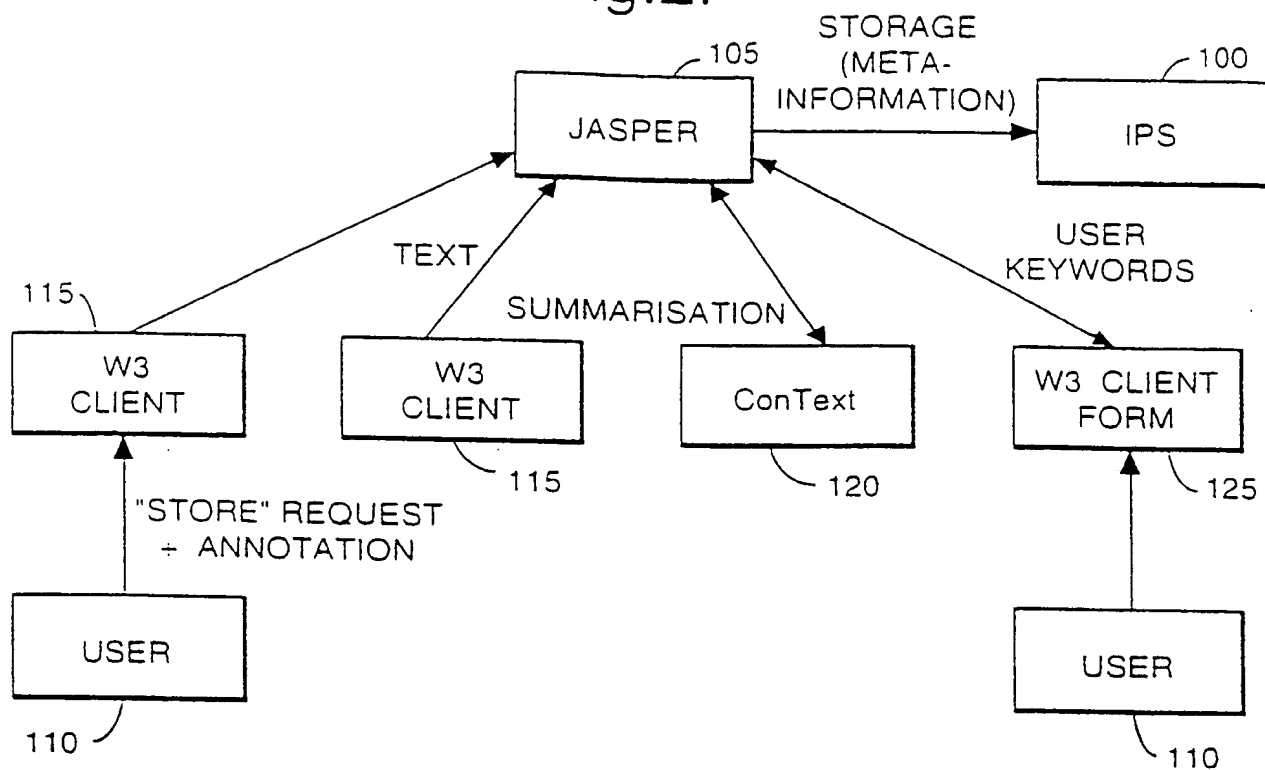 STORAGE
(META-
INFORMATION)
105
100
JASPER
IPS
TEXT
USER
KEYWORDS
SUMMARISATION
115
W3
CLIENT
W3
CLIENT
ConText
W3 CLIENT
FORM
115
120
125
"STORE" REQUEST
÷ ANNOTATION
USER
USER
110
110